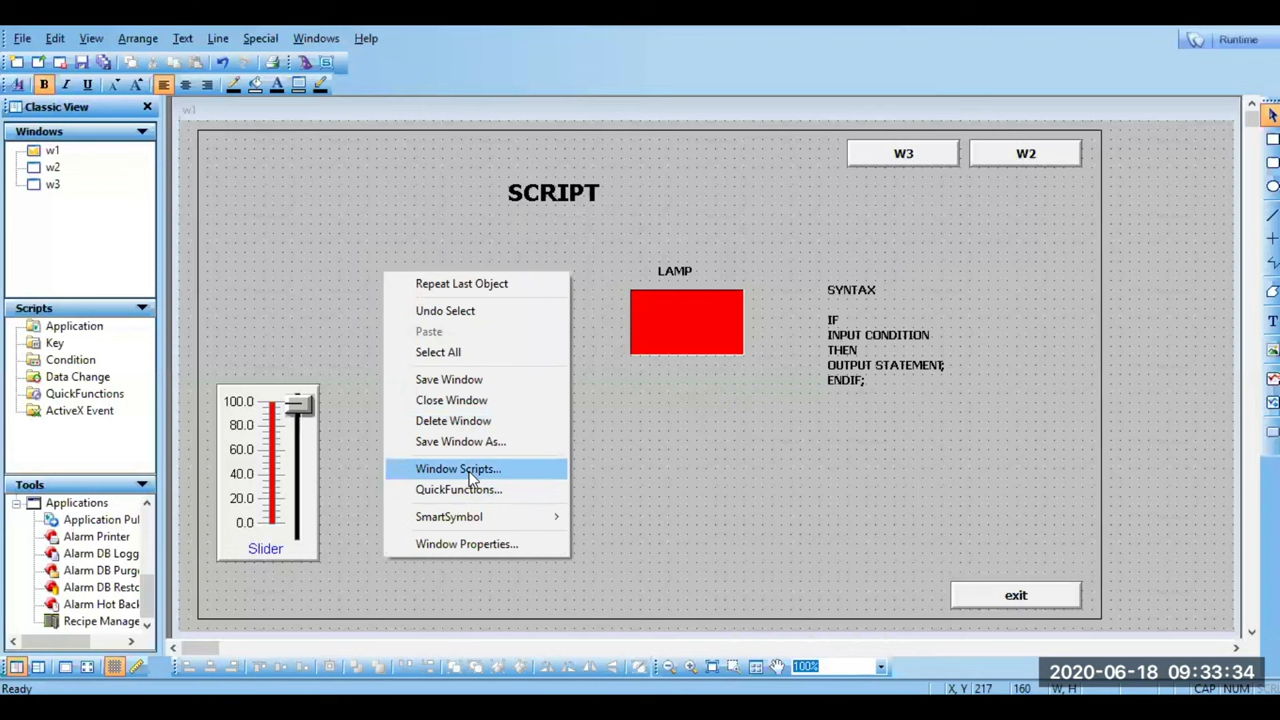 File Edit View Arrange Text Line Special Windows Help
Runtime
Classic View
w1
Windows
w1
w2
w3
Scripts
Application
Key
Condition
Data Change
QuickFunctions
ActiveX Event
Tools
Applications
Application Pul
Alarm Printer
Alarm DB Logg
Alarm DB Purg
Alarm DB Restc
Alarm Hot Back
Recipe Manage
W3
W2
SCRIPT
LAMP
SYNTAX
IF
INPUT CONDITION
THEN
OUTPUT STATEMENT;
ENDIF;
Repeat Last Object
Undo Select
Paste
Select All
Save Window
Close Window
Delete Window
Save Window As...
Window Scripts...
QuickFunctions...
SmartSymbol
Window Properties...
100.0
80.0
60.0
40.0
20.0
0.0
Slider
exit
100%
2020-06-18 09:33:34
Ready
X, Y 217 160 W, H CAP NUM